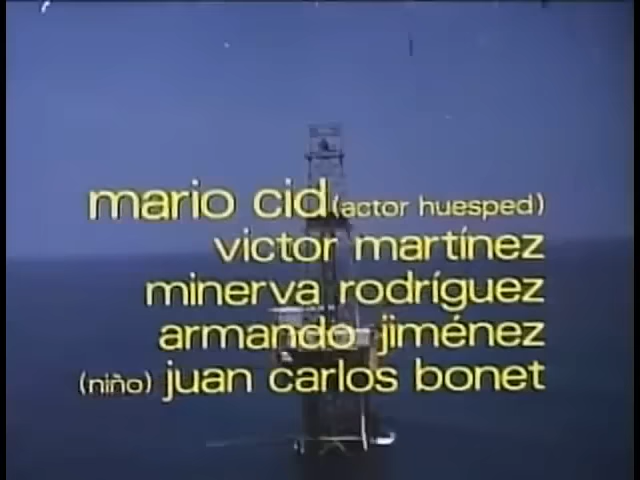 mario cid (actor huesped)
victor martínez
minerva rodríguez
armando jiménez
(niño) juan carlos bonet